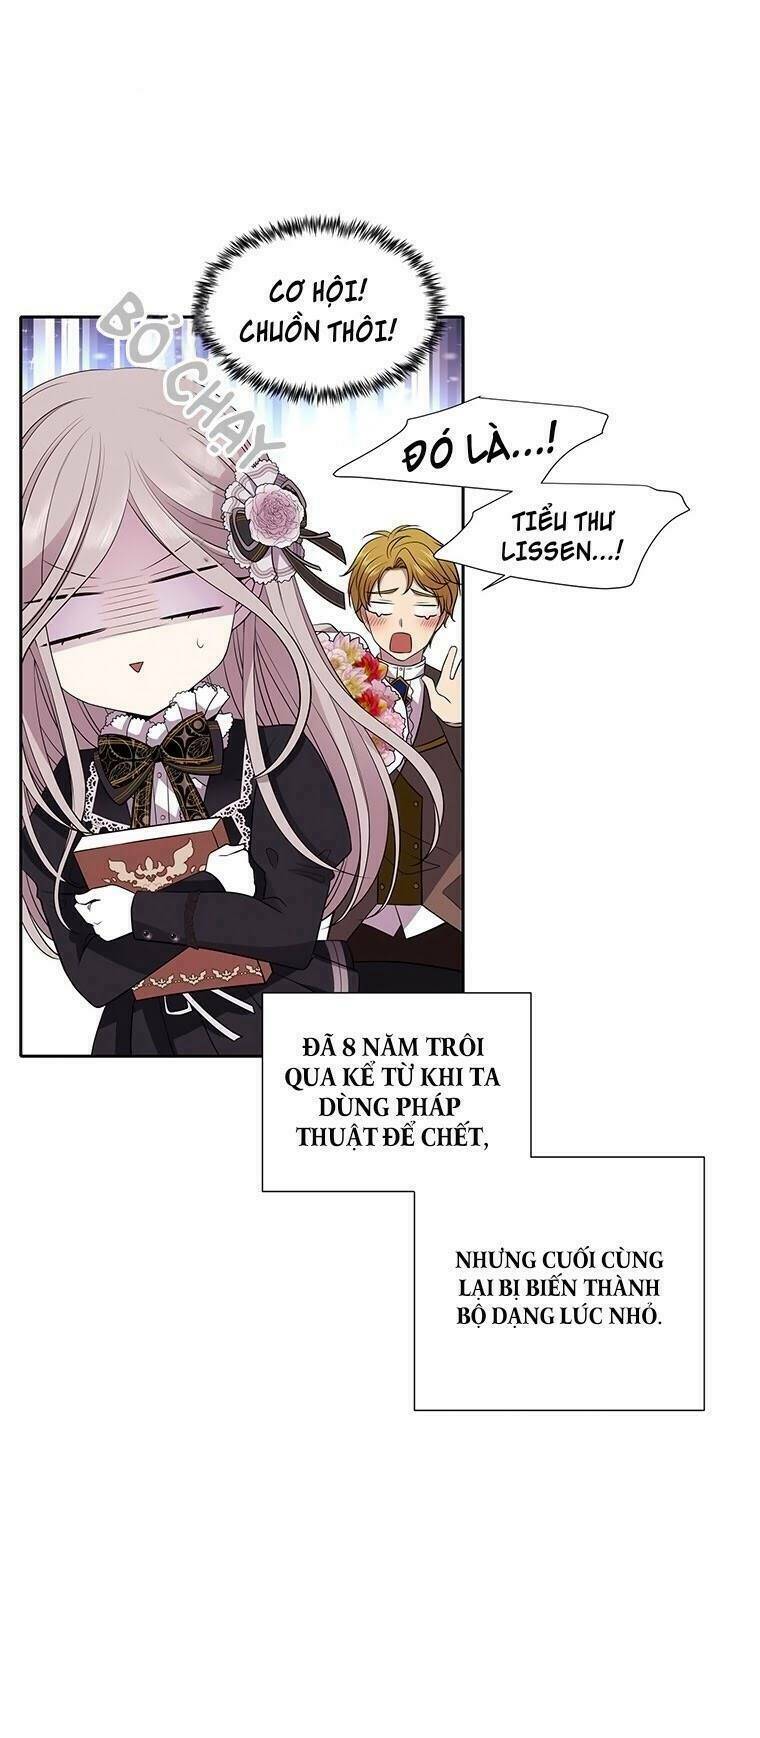 CƠ HỘI!
CHUỒN THÔI!
BỎ
CHẠY
ĐÓ LÀ...!
TIỂU THƯ
LISSEN...!
ĐÃ 8 NĂM TRÔI
QUA KỂ TỪ KHI TA
DÙNG PHÁP
THUẬT ĐỂ CHẾT,
NHƯNG CUỐI CÙNG
LẠI BỊ BIẾN THÀNH
BỘ DẠNG LÚC NHỎ.